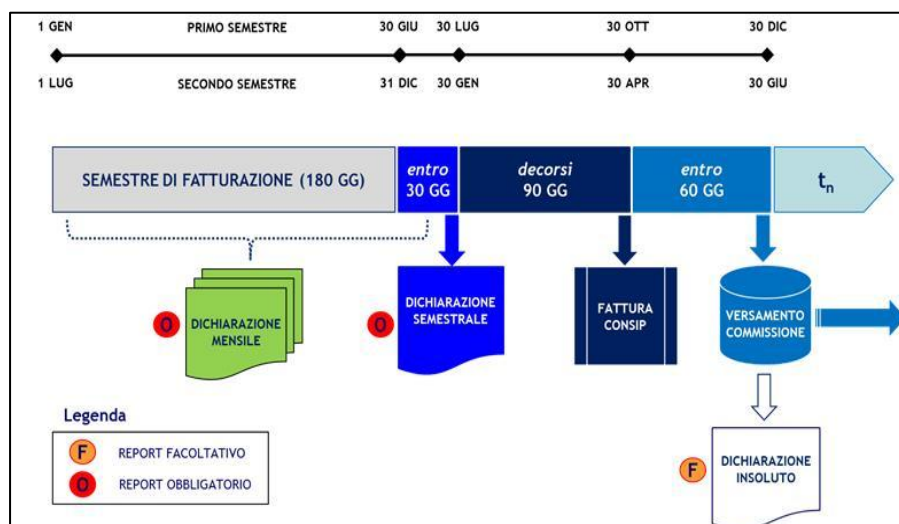 1 GEN PRIMO SEMESTRE 30 GIU 30 LUG 30 OTT 30 DIC
1 LUG SECONDO SEMESTRE 31 DIC 30 GEN 30 APR 30 GIU
SEMESTRE DI FATTURAZIONE (180 GG)
entro
30 GG
decorsi
90 GG
entro
60 GG
tn
O
DICHIARAZIONE
MENSILE
O
DICHIARAZIONE
SEMESTRALE
FATTURA
CONSIP
VERSAMENTO
COMMISSIONE
Legenda
F REPORT FACOLTATIVO
O REPORT OBBLIGATORIO
F
DICHIARAZIONE
INSOLUTO